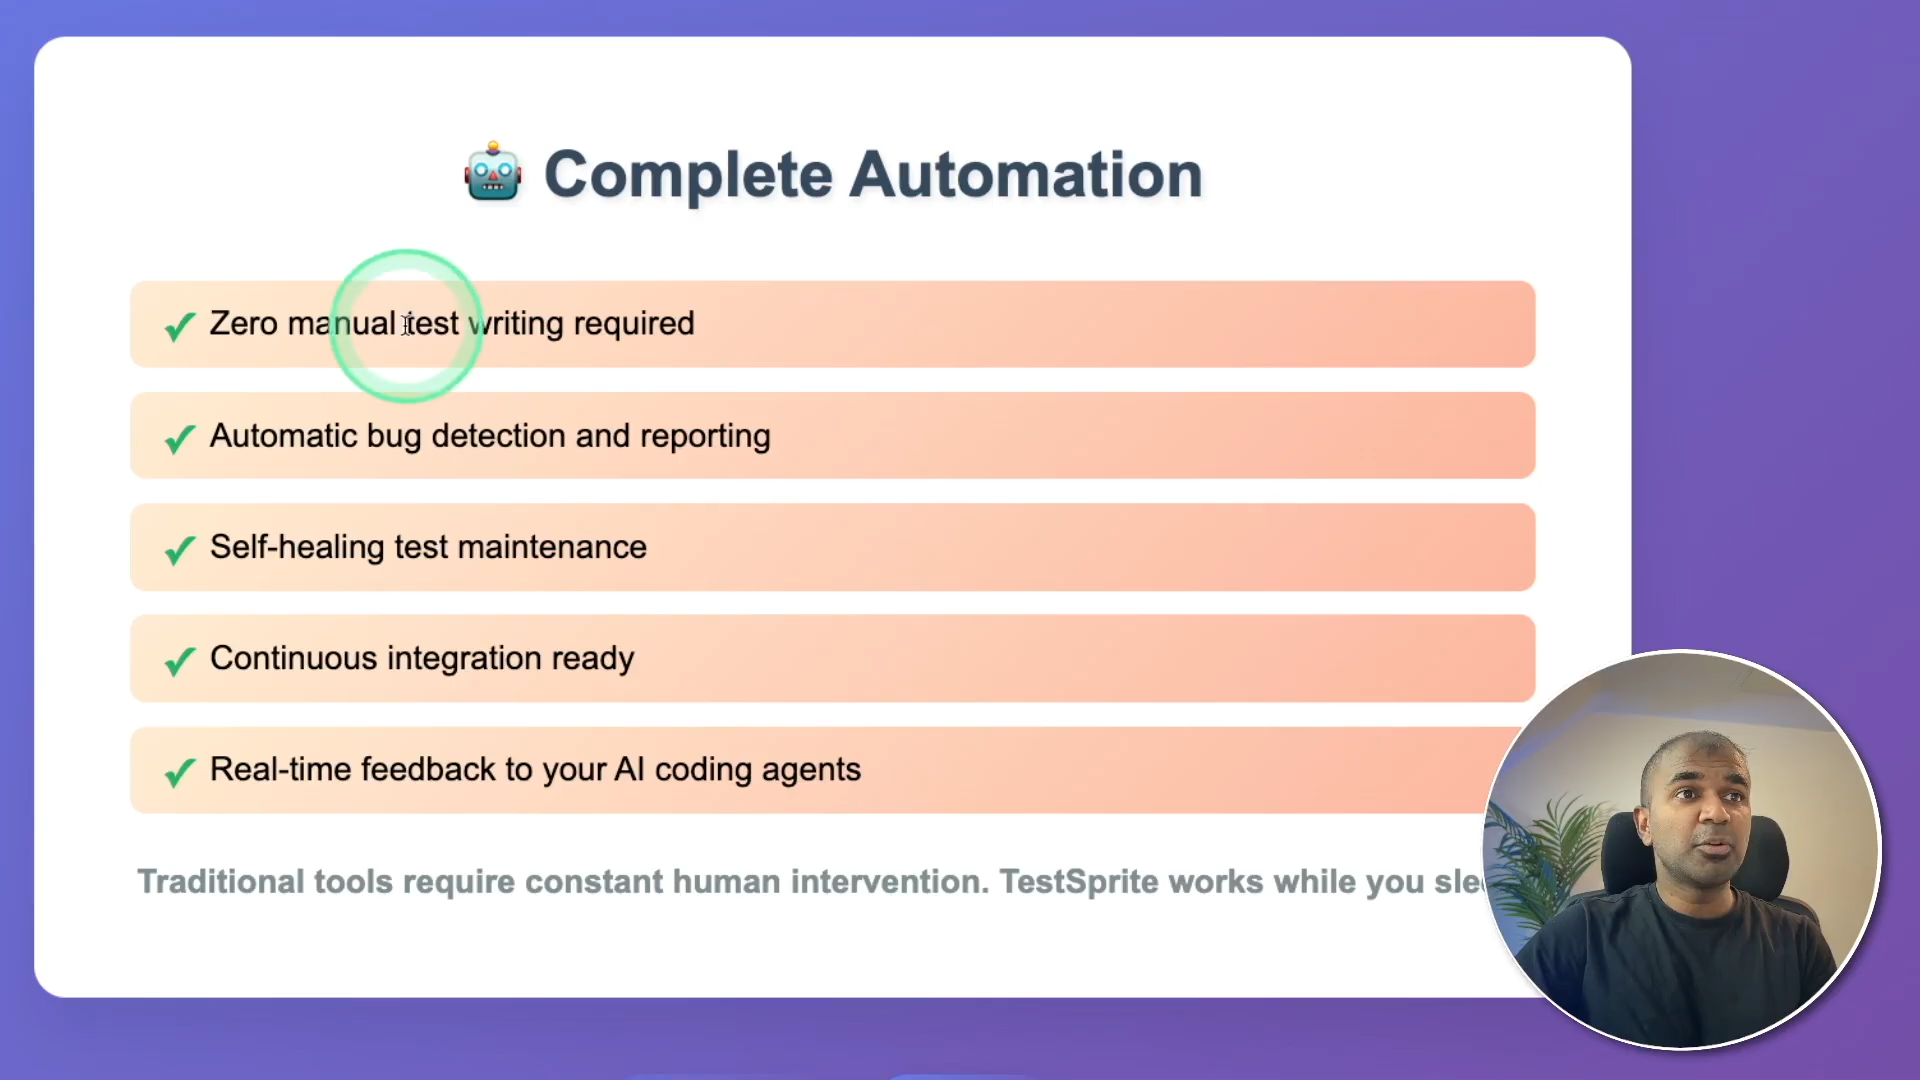 Complete Automation
Zero manual test writing required
Automatic bug detection and reporting
Self-healing test maintenance
Continuous integration ready
Real-time feedback to your AI coding agents
Traditional tools require constant human intervention. TestSprite works while you